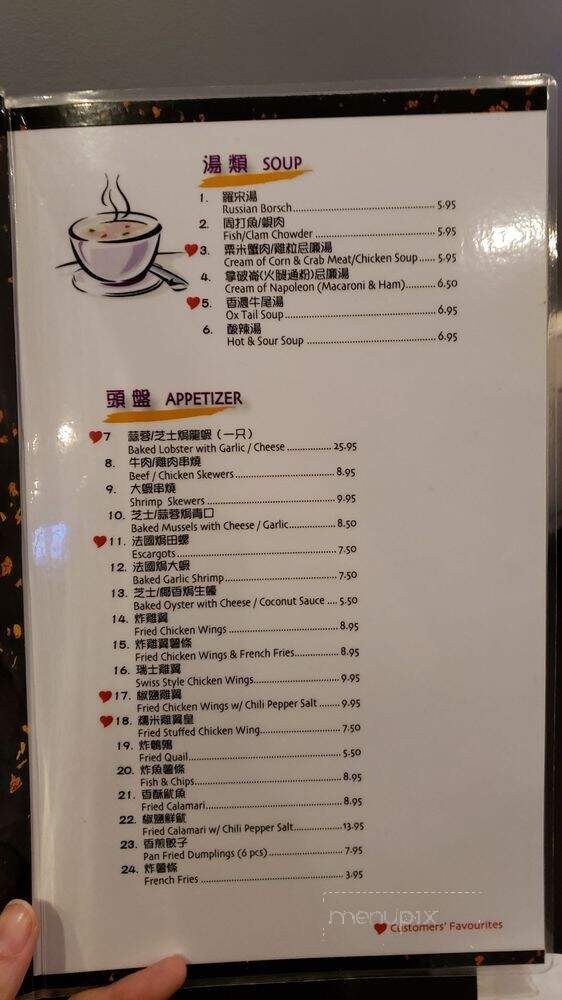 湯類 SOUP
1. 羅宋湯
Russian Borsch 5.95
2. 周打魚/蜆肉
Fish/Clam Chowder 5.95
3. 粟米蟹肉/雞粒忌廉湯
Cream of Corn & Crab Meat/Chicken Soup 5.95
4. 拿破崙(火腿通粉)忌廉湯
Cream of Napoleon (Macaroni & Ham) 6.50
5. 香濃牛尾湯
Ox Tail Soup 6.95
6. 酸辣湯
Hot & Sour Soup 6.95
頭盤 APPETIZER
7 蒜蓉/芝士焗龍蝦（一只）
Baked Lobster with Garlic / Cheese 25.95
8. 牛肉/雞肉串燒
Beef / Chicken Skewers 8.95
9. 大蝦串燒
Shrimp Skewers 9.95
10. 芝士/蒜蓉焗青口
Baked Mussels with Cheese / Garlic 8.50
11. 法國焗田螺
Escargots 7.50
12. 法國焗大蝦
Baked Garlic Shrimp 7.50
13. 芝士/椰香焗生蠔
Baked Oyster with Cheese / Coconut Sauce 5.50
14. 炸雞翼
Fried Chicken Wings 8.95
15. 炸雞翼薯條
Fried Chicken Wings & French Fries 8.95
16. 瑞士雞翼
Swiss Style Chicken Wings 9.95
17. 椒鹽雞翼
Fried Chicken Wings w/ Chili Pepper Salt 9.95
18. 糯米雞翼皇
Fried Stuffed Chicken Wing 7.50
19. 炸鵪鶉
Fried Quail 5.50
20. 炸魚薯條
Fish & Chips 8.95
21. 香酥魷魚
Fried Calamari 8.95
22. 椒鹽鮮魷
Fried Calamari w/ Chili Pepper Salt 13.95
23. 香煎餃子
Pan Fried Dumplings (6 pcs) 7.95
24. 炸薯條
French Fries 3.95
menupix
Customers' Favourites